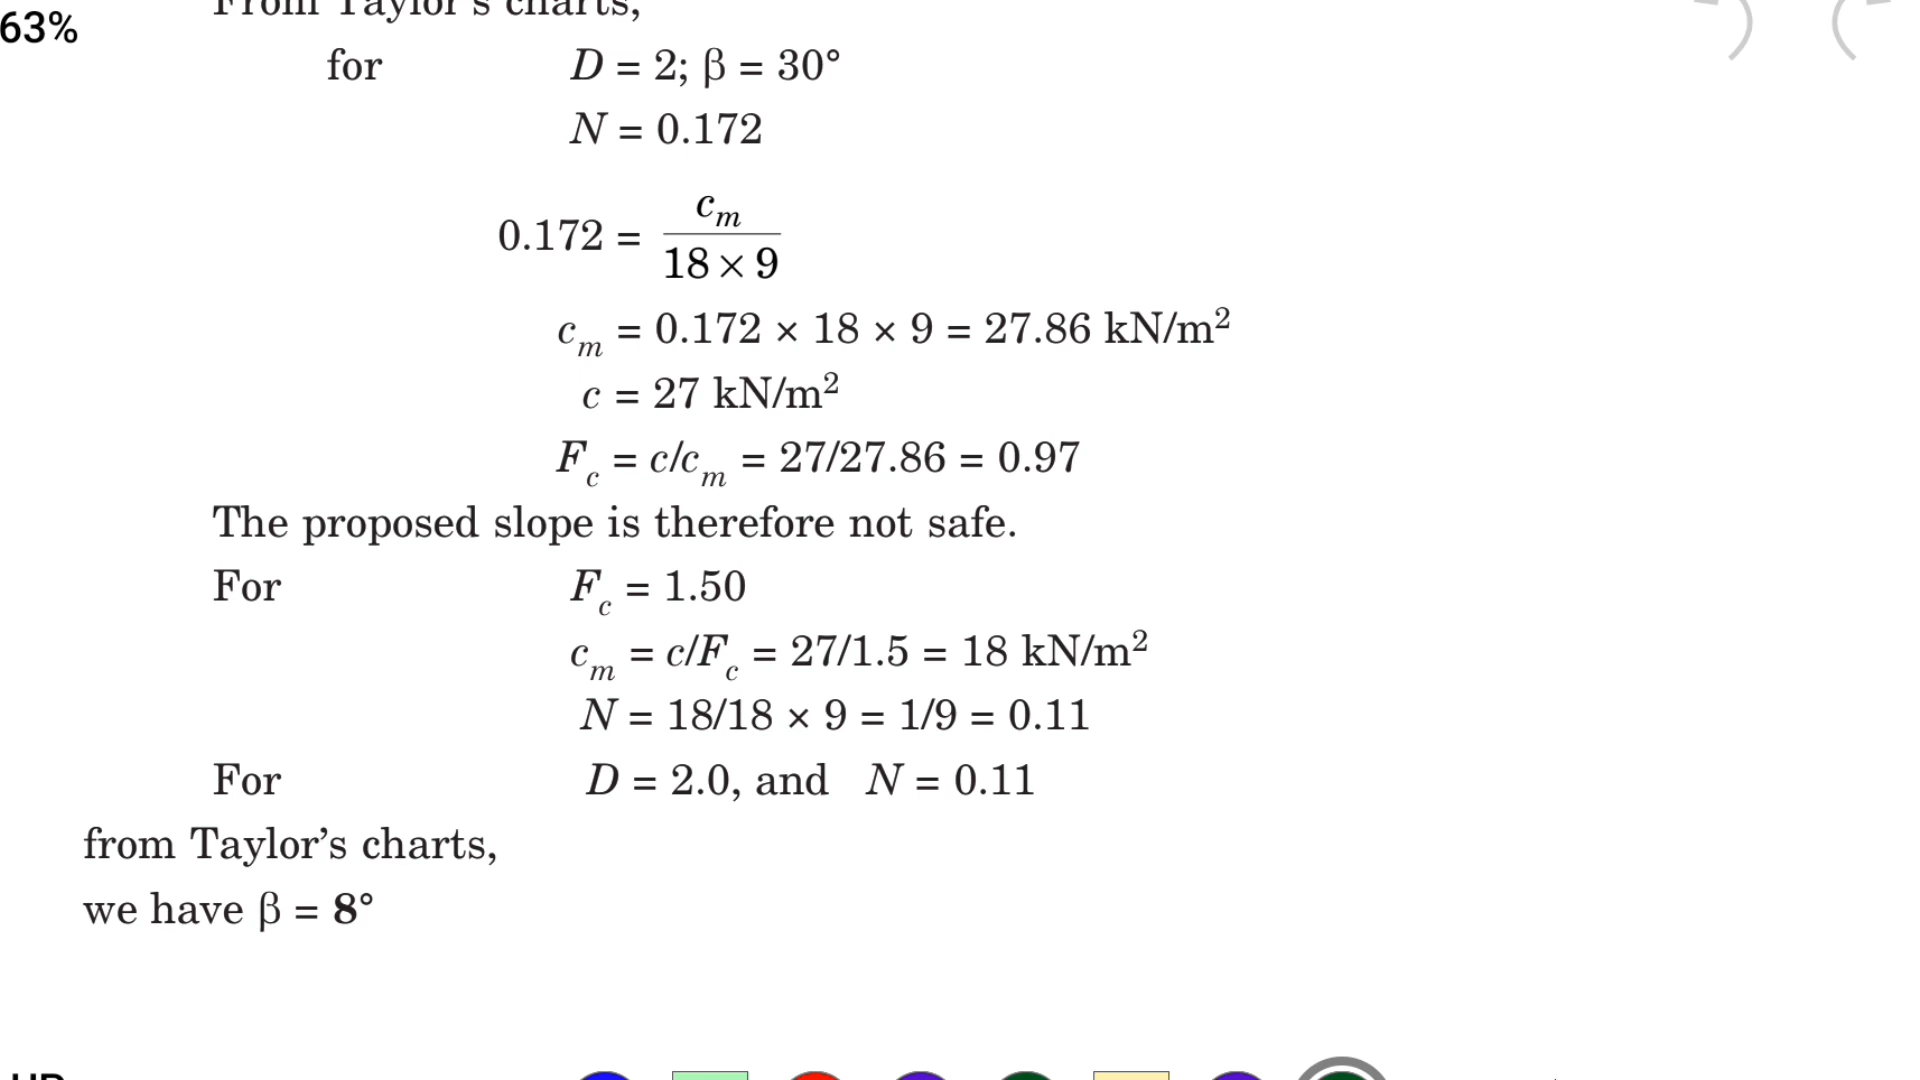 63%
From Taylor's charts,
for D = 2; β = 30°
N = 0.172
0.172 = c_m / 18 × 9
c_m = 0.172 × 18 × 9 = 27.86 kN/m²
c = 27 kN/m²
F_c = c/c_m = 27/27.86 = 0.97
The proposed slope is therefore not safe.
For F_c = 1.50
c_m = c/F_c = 27/1.5 = 18 kN/m²
N = 18/18 × 9 = 1/9 = 0.11
For D = 2.0, and N = 0.11
from Taylor’s charts,
we have β = 8°